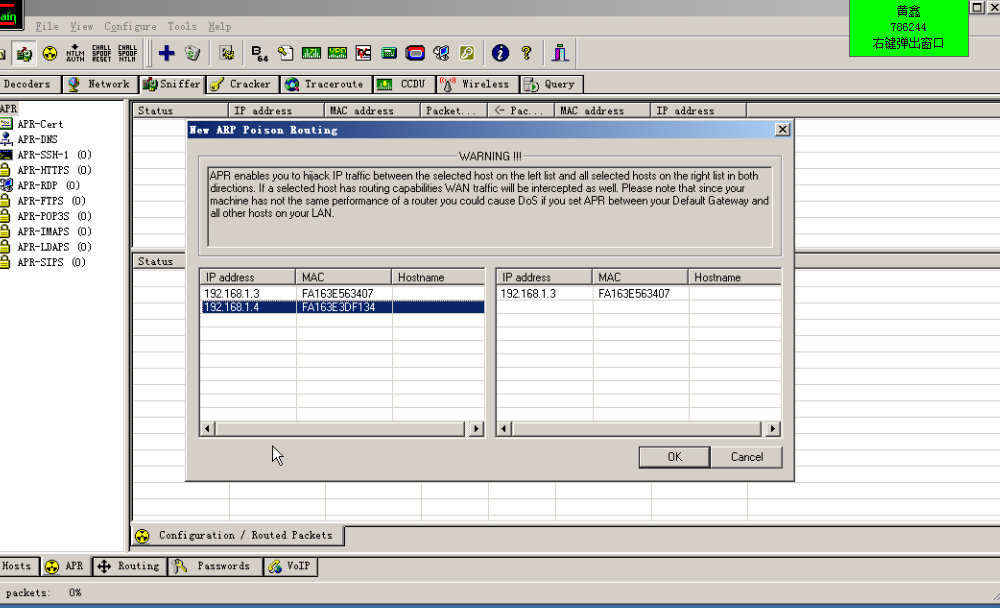 ain
File View Configure Tools Help
黄鑫
786244
右键弹出窗口
NTLM AUTH CHALL SPOOF RESET CHALL SPOOF NTLM B64
Decoders Network Sniffer Cracker Traceroute CCDU Wireless Query
APR
APR-Cert
APR-DNS
APR-SSH-1 (0)
APR-HTTPS (0)
APR-RDP (0)
APR-FTPS (0)
APR-POP3S (0)
APR-IMAPS (0)
APR-LDAPS (0)
APR-SIPS (0)
Status IP address MAC address Packet... <- Pac... MAC address IP address
New ARP Poison Routing
WARNING !!!
APR enables you to hijack IP traffic between the selected host on the left list and all selected hosts on the right list in both
directions. If a selected host has routing capabilities WAN traffic will be intercepted as well. Please note that since your
machine has not the same performance of a router you could cause DoS if you set APR between your Default Gateway and
all other hosts on your LAN.
Status
IP address MAC Hostname
192.168.1.3 FA163E563407
192.168.1.4 FA163E3DF134
IP address MAC Hostname
192.168.1.3 FA163E563407
OK Cancel
Configuration / Routed Packets
Hosts APR Routing Passwords VoIP
packets: 0%